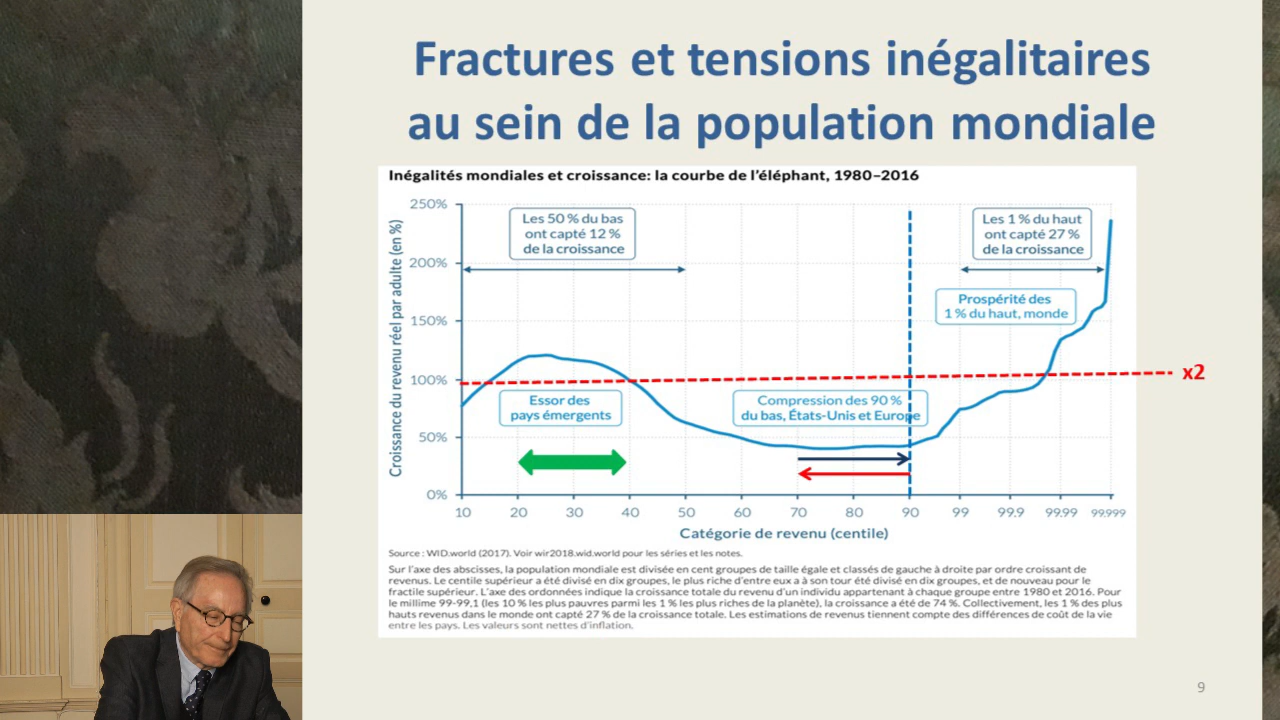 Fractures et tensions inégalitaires
au sein de la population mondiale
Inégalités mondiales et croissance: la courbe de l'éléphant, 1980–2016
Croissance du revenu réel par adulte (en %)
250%
200%
150%
100%
50%
0%
Les 50 % du bas
ont capté 12 %
de la croissance
Les 1 % du haut
ont capté 27 %
de la croissance
Prospérité des
1 % du haut, monde
x2
Essor des
pays émergents
Compression des 90 %
du bas, États-Unis et Europe
10 20 30 40 50 60 70 80 90 99 99.9 99.99 99.999
Catégorie de revenu (centile)
Source : WID.world (2017). Voir wir2018.wid.world pour les séries et les notes.
Sur l'axe des abscisses, la population mondiale est divisée en cent groupes de taille égale et classés de gauche à droite par ordre croissant de
revenus. Le centile supérieur a été divisé en dix groupes, le plus riche d'entre eux a à son tour été divisé en dix groupes, et de nouveau pour le
fractile supérieur. L'axe des ordonnées indique la croissance totale du revenu d'un individu appartenant à chaque groupe entre 1980 et 2016. Pour
le millime 99-99,1 (les 10 % les plus pauvres parmi les 1 % les plus riches de la planète), la croissance a été de 74 %. Collectivement, les 1 % des plus
hauts revenus dans le monde ont capté 27 % de la croissance totale. Les estimations de revenus tiennent compte des différences de coût de la vie
entre les pays. Les valeurs sont nettes d'inflation.
9